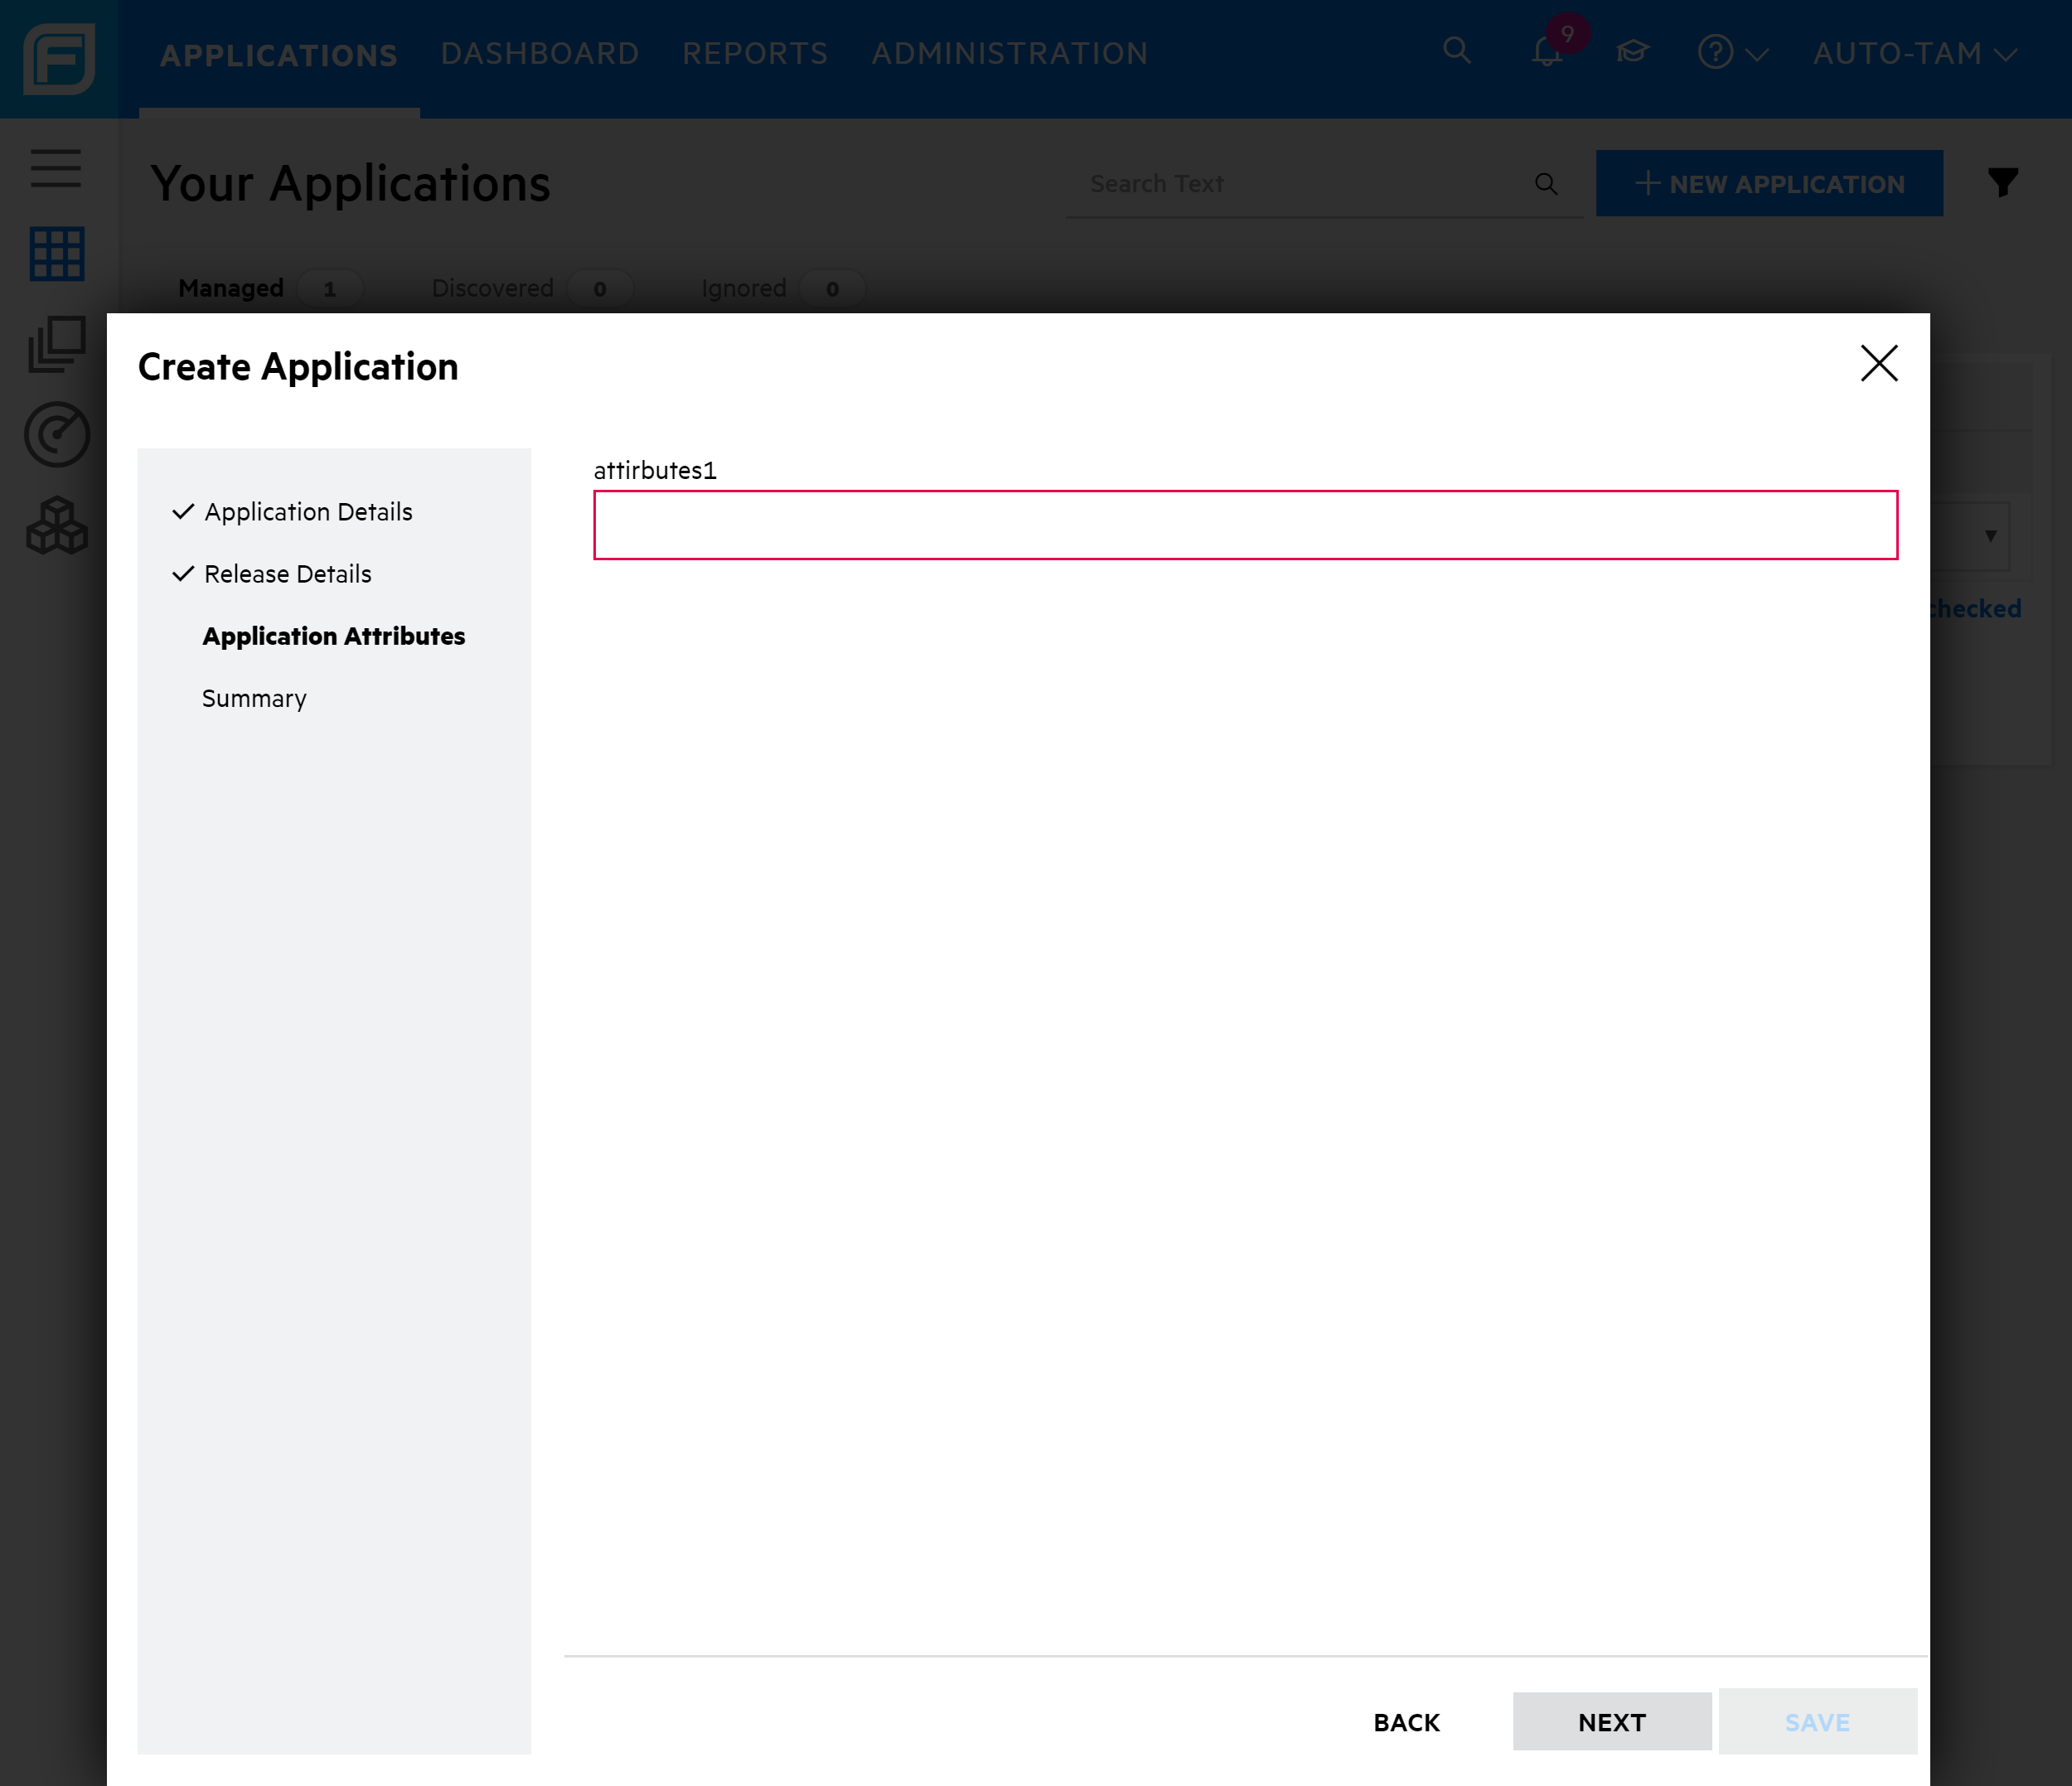 APPLICATIONS DASHBOARD REPORTS ADMINISTRATION 9 AUTO-TAM
Your Applications Search Text NEW APPLICATION
Managed 1 Discovered 0 Ignored 0
Create Application
attirbutes1
Application Details
Release Details
checked
Application Attributes
Summary
BACK NEXT SAVE